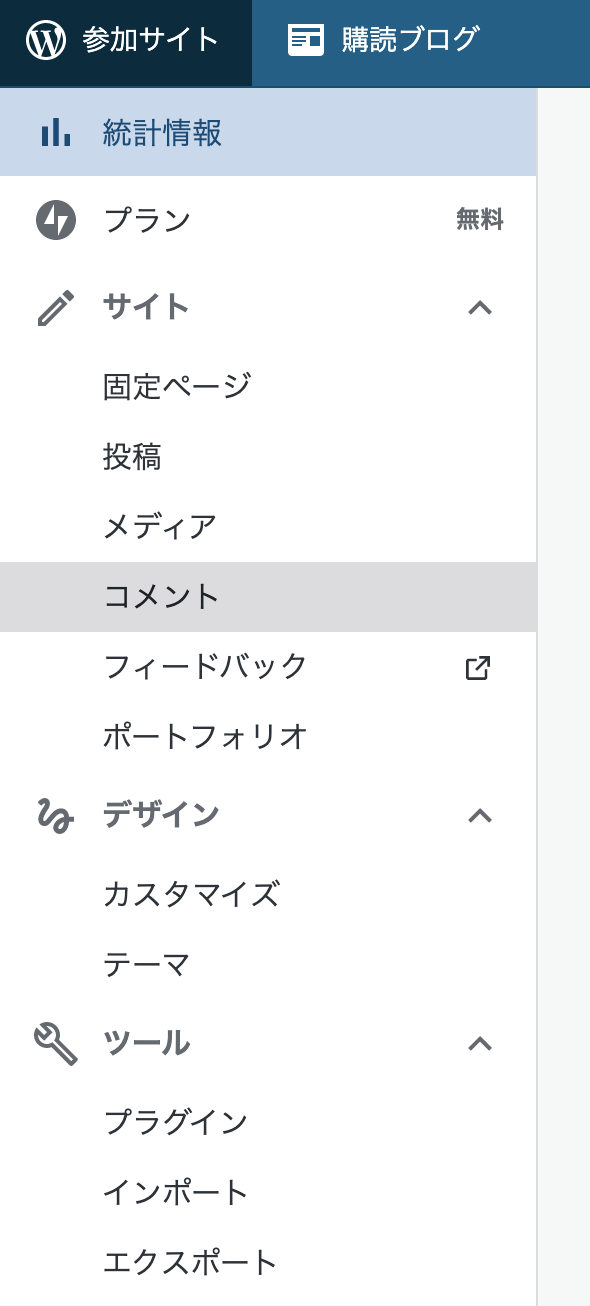 参加サイト 購読ブログ
統計情報
プラン 無料
サイト
固定ページ
投稿
メディア
コメント
フィードバック
ポートフォリオ
デザイン
カスタマイズ
テーマ
ツール
プラグイン
インポート
エクスポート